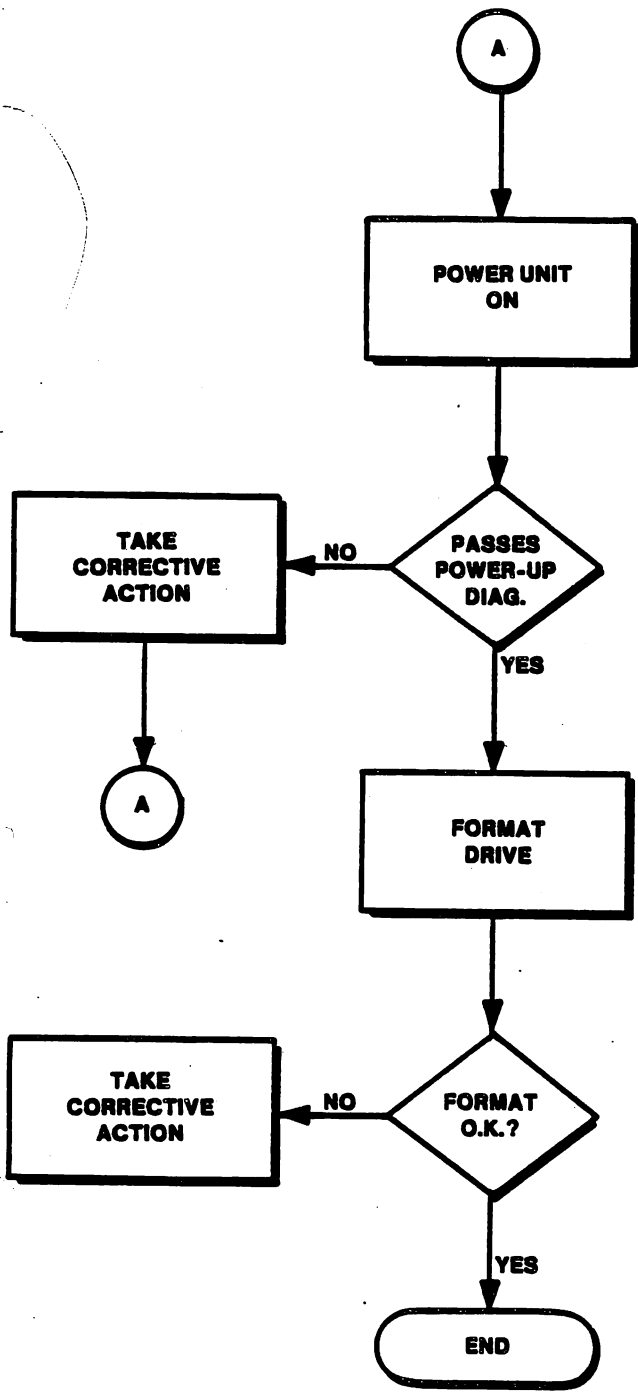 A
POWER UNIT
ON
PASSES
POWER-UP
DIAG.
NO
TAKE
CORRECTIVE
ACTION
A
YES
FORMAT
DRIVE
FORMAT
O.K.?
NO
TAKE
CORRECTIVE
ACTION
YES
END